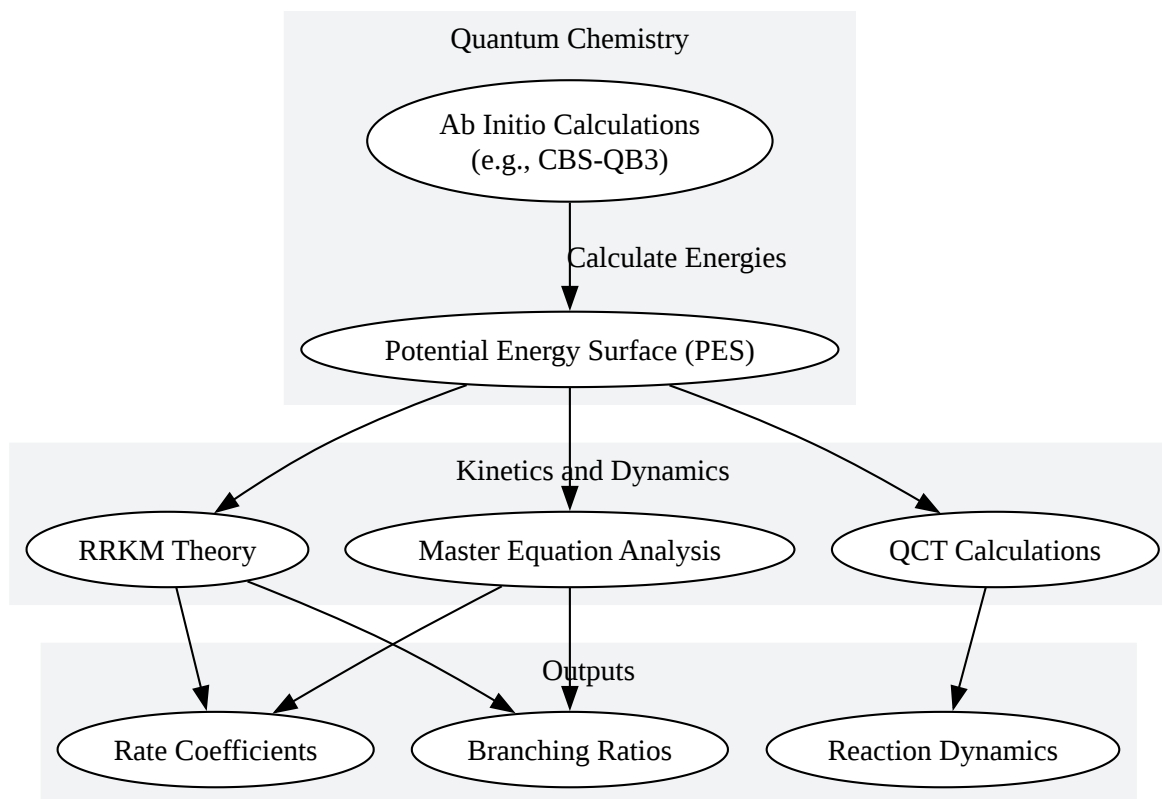 Quantum Chemistry
Ab Initio Calculations
(e.g., CBS-QB3)
Calculate Energies
Potential Energy Surface (PES)
Kinetics and Dynamics
RRKM Theory
Master Equation Analysis
QCT Calculations
Outputs
Rate Coefficients
Branching Ratios
Reaction Dynamics